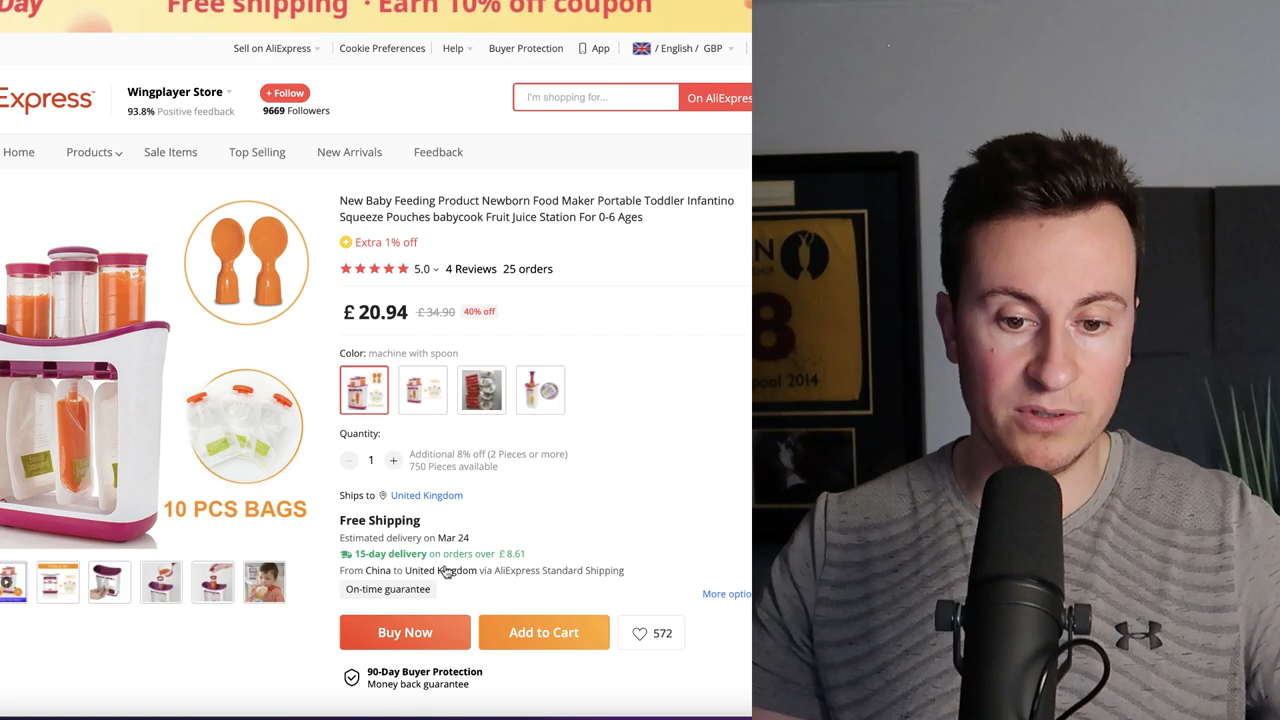 Day
Free shipping · Earn 10% off coupon
Sell on AliExpress
Cookie Preferences
Help
Buyer Protection
App
/ English / GBP
Express
Wingplayer Store
93.8% Positive feedback
+ Follow
9669 Followers
I'm shopping for...
On AliExpres
Home
Products
Sale Items
Top Selling
New Arrivals
Feedback
New Baby Feeding Product Newborn Food Maker Portable Toddler Infantino
Squeeze Pouches babycook Fruit Juice Station For 0-6 Ages
Extra 1% off
5.0
4 Reviews
25 orders
£ 20.94
£ 34.90
40% off
Color: machine with spoon
Quantity:
1
Additional 8% off (2 Pieces or more)
750 Pieces available
Ships to
United Kingdom
Free Shipping
Estimated delivery on Mar 24
15-day delivery on orders over £ 8.61
From China to United Kingdom via AliExpress Standard Shipping
On-time guarantee
More optio
Buy Now
Add to Cart
572
90-Day Buyer Protection
Money back guarantee
10 PCS BAGS
8
pool 2014